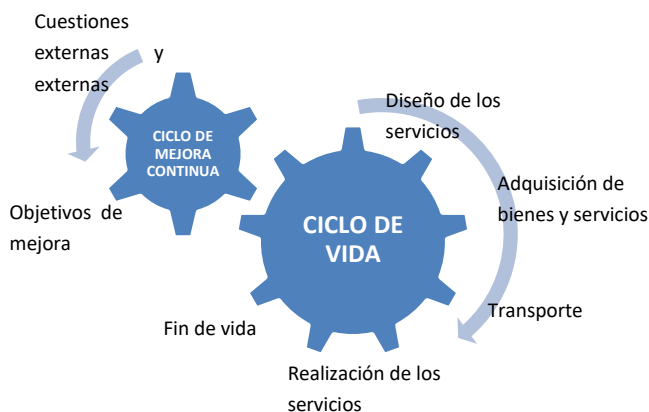 Cuestiones
externas y
externas
CICLO DE
MEJORA
CONTINUA
Objetivos de
mejora
Diseño de los
servicios
Adquisición de
bienes y servicios
CICLO DE
VIDA
Transporte
Fin de vida
Realización de los
servicios